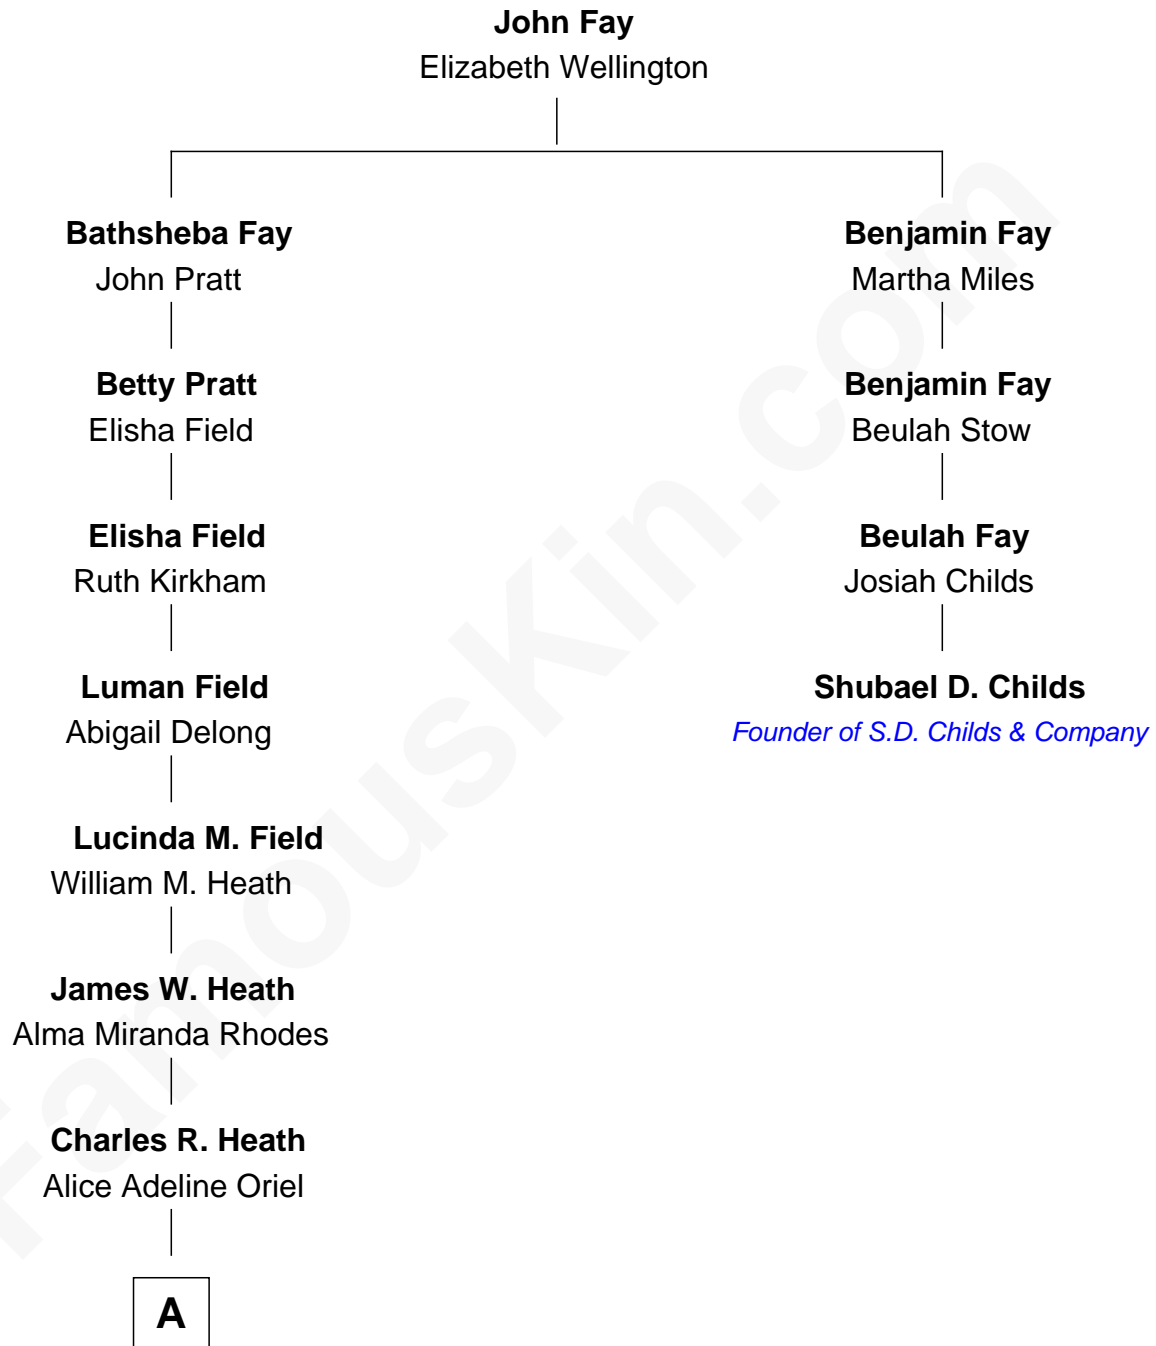 John Fay
Elizabeth Wellington
Bathsheba Fay
John Pratt
Benjamin Fay
Martha Miles
Betty Pratt
Elisha Field
Benjamin Fay
Beulah Stow
Elisha Field
Ruth Kirkham
Beulah Fay
Josiah Childs
Luman Field
Abigail Delong
Shubael D. Childs
Founder of S.D. Childs & Company
Lucinda M. Field
William M. Heath
James W. Heath
Alma Miranda Rhodes
Charles R. Heath
Alice Adeline Oriel
A
FamousKin.com